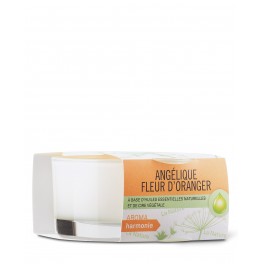 ANGÉLIQUE
FLEUR D'ORANGER
À BASE D'HUILES ESSENTIELLES NATURELLES
ET DE CIRE VÉGÉTALE
AROMA
harmonie